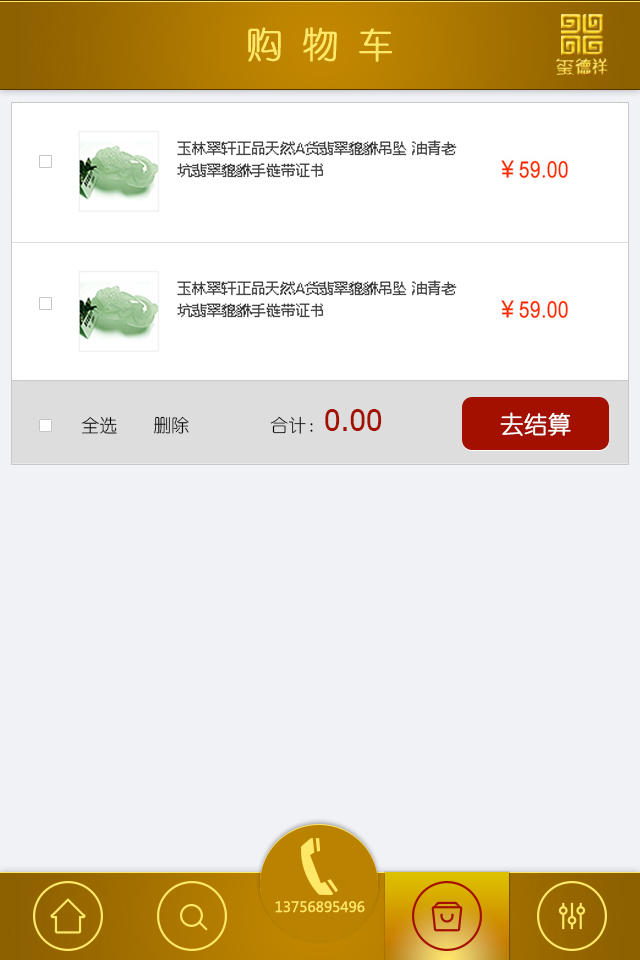 购物车
玺德祥
玉林翠轩正品天然A货翡翠貔貅吊坠 油青老
坑翡翠貔貅手链带证书
￥59.00
玉林翠轩正品天然A货翡翠貔貅吊坠 油青老
坑翡翠貔貅手链带证书
￥59.00
全选 删除 合计：0.00 去结算
13756895496